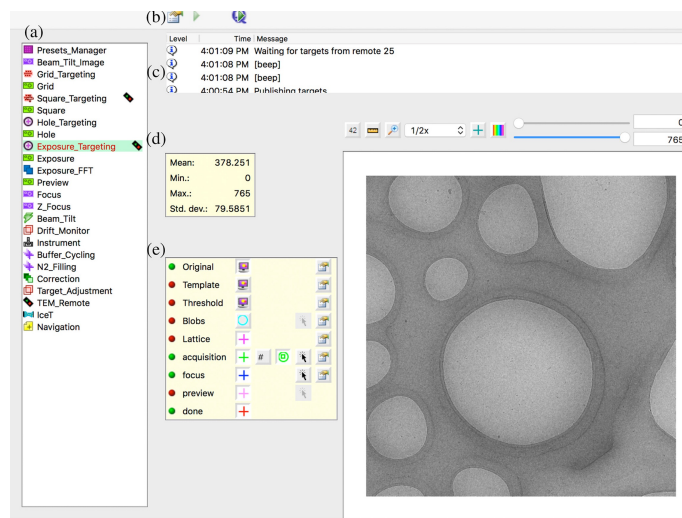 (a)
Presets_Manager
Beam_Tilt_Image
Grid_Targeting
Grid
Square_Targeting
Square
Hole_Targeting
Hole
Exposure_Targeting
Exposure
Exposure_FFT
Preview
Focus
Z_Focus
Beam_Tilt
Drift_Monitor
Instrument
Buffer_Cycling
N2_Filling
Correction
Target_Adjustment
TEM_Remote
IceT
Navigation
(b)
Level Time Message
4:01:09 PM Waiting for targets from remote 25
(c)
4:01:08 PM [beep]
4:01:08 PM [beep]
4:00:54 PM Publishing targets
42 1/2x 0
765
(d)
Mean: 378.251
Min.: 0
Max.: 765
Std. dev.: 79.5851
(e)
Original
Template
Threshold
Blobs
Lattice
acquisition #
focus
preview
done